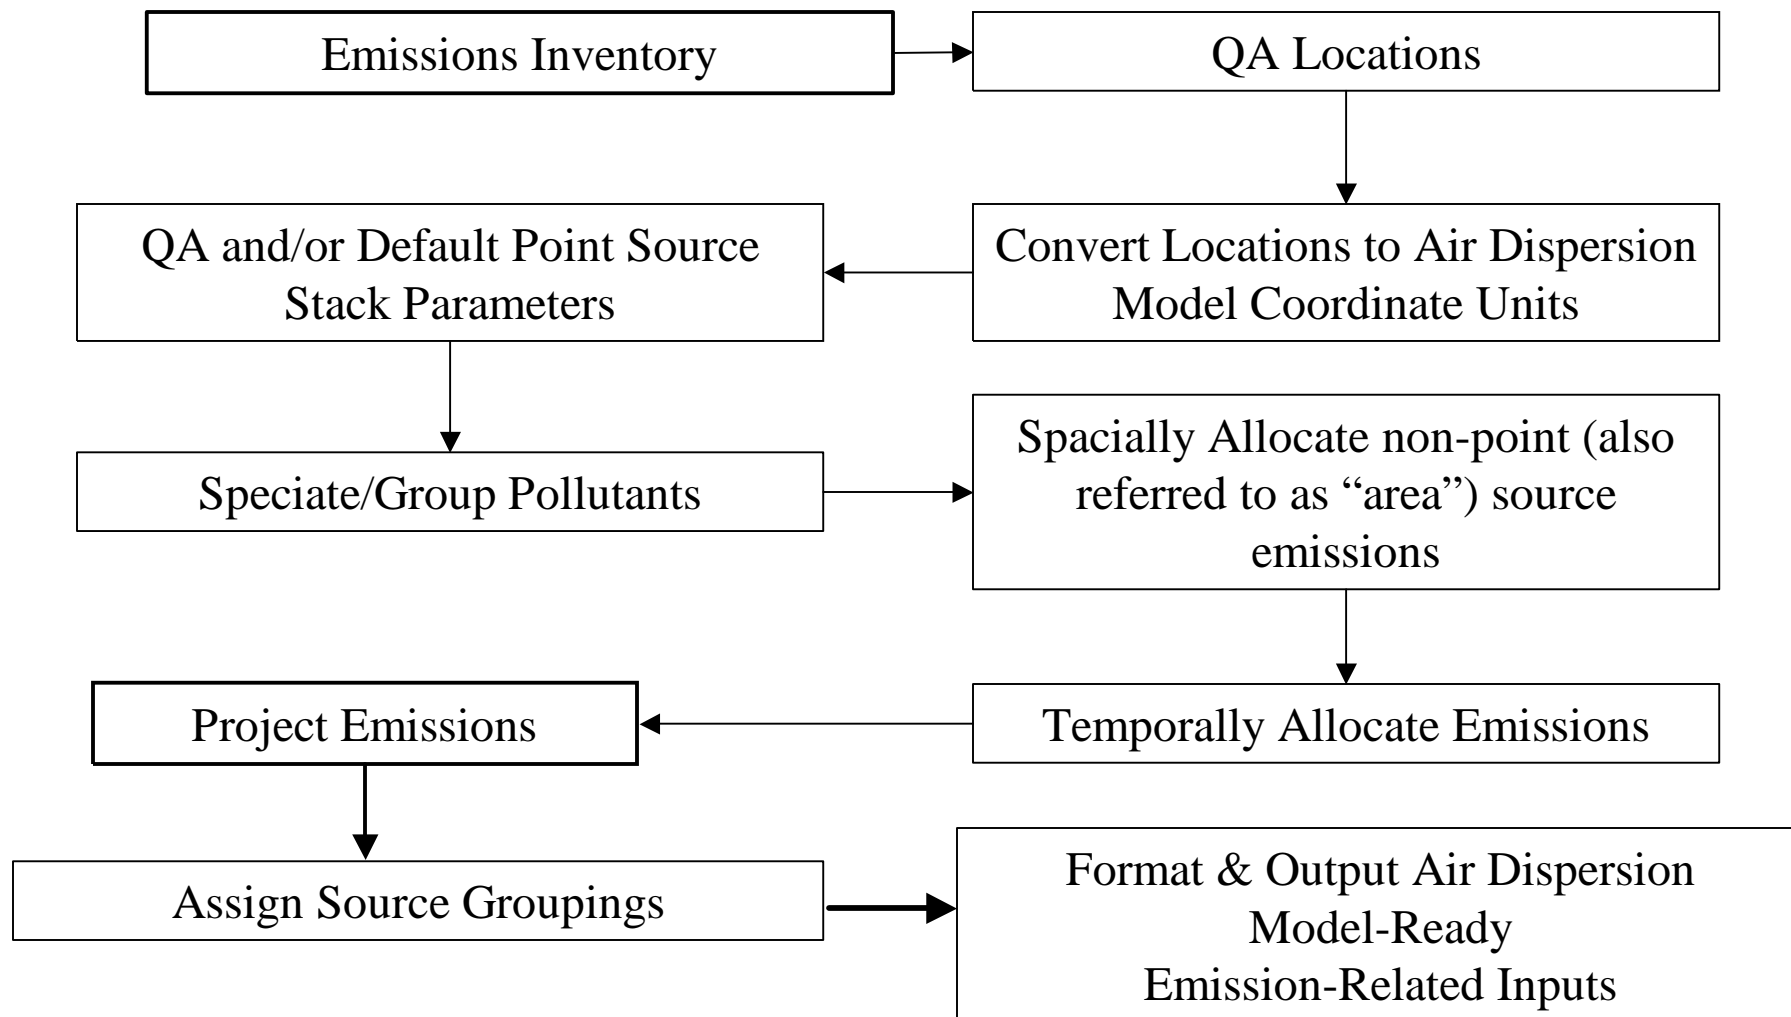 Emissions Inventory
QA Locations
Convert Locations to Air Dispersion
Model Coordinate Units
QA and/or Default Point Source
Stack Parameters
Speciate/Group Pollutants
Spacially Allocate non-point (also
referred to as “area”) source
emissions
Temporally Allocate Emissions
Project Emissions
Assign Source Groupings
Format & Output Air Dispersion
Model-Ready
Emission-Related Inputs